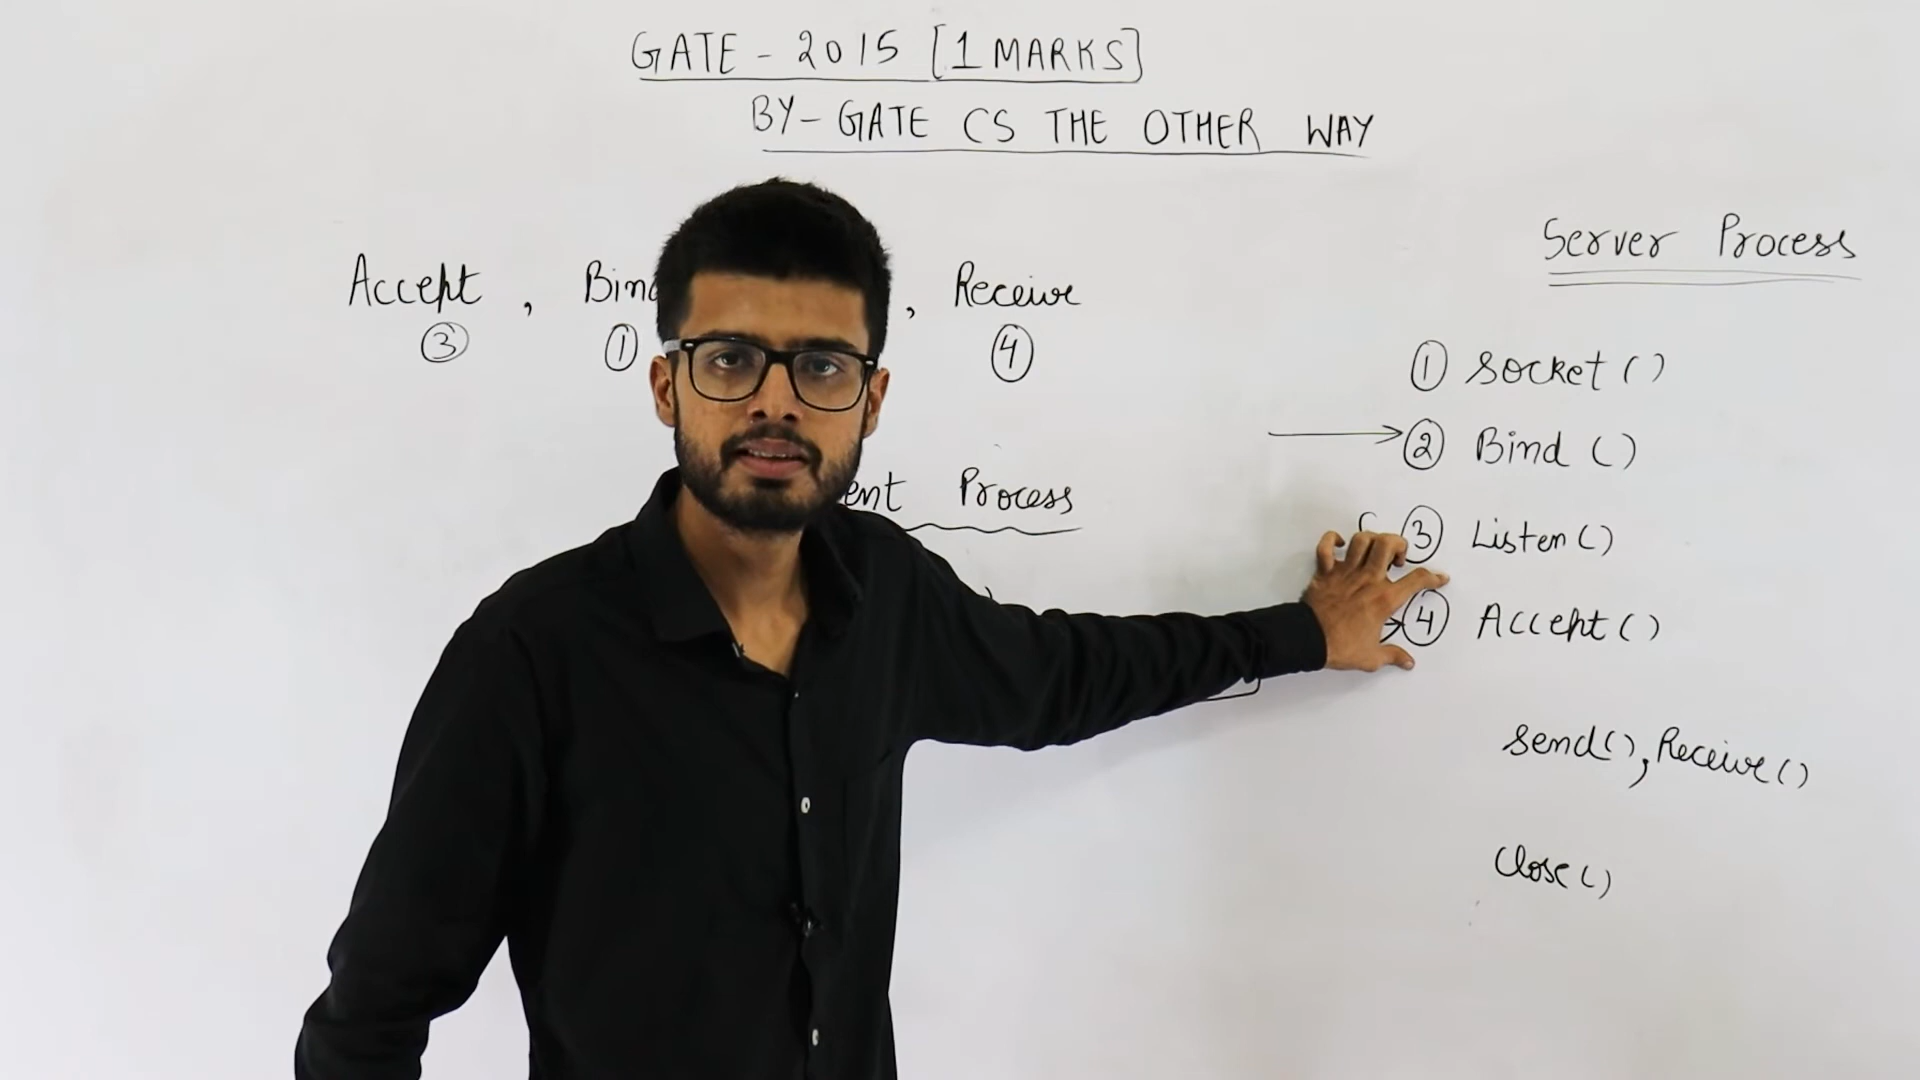 GATE - 2015 [1 MARKS]
BY - GATE CS THE OTHER WAY
Accept , , Receive
③ ① ④
Process
Server Process
① Socket ()
② Bind ()
③ Listen ()
④ Accept ()
Send (), Receive ()
Close ()